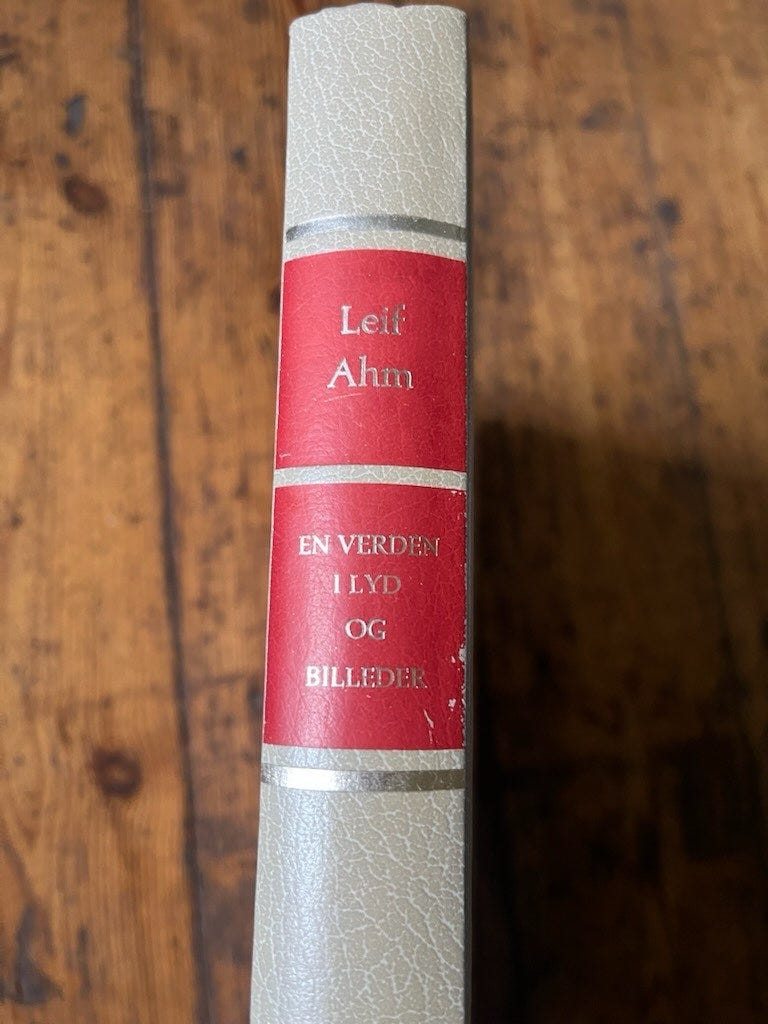 Leif
Ahm
EN VERDEN
I LYD
OG
BILLEDER